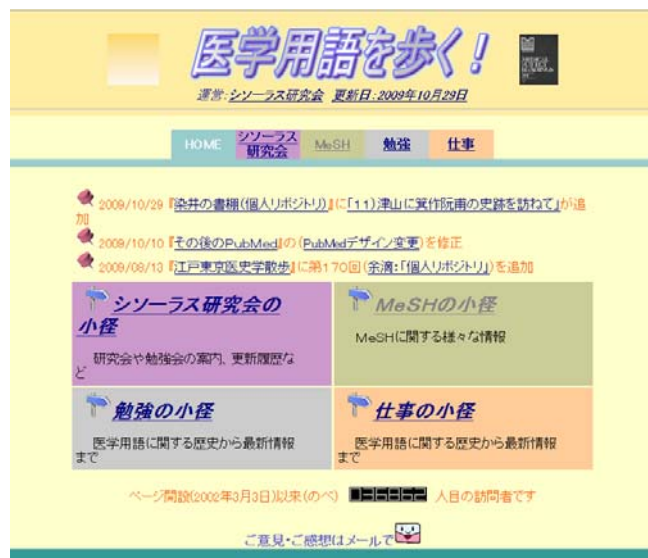 医学用語を歩く！
運営:シソーラス研究会 更新日:2009年10月29日
HOME
シソーラス
研究会
MeSH
勉強
仕事
2009/10/29『染井の書棚(個人リポジトリ)』に「11)津山に箕作阮甫の史跡を訪ねて」が追
加
2009/10/10『その後のPubMed』の(PubMedデザイン変更)を修正
2009/08/13『江戸東京医史学散歩』に第170回(余滴:「個人リポジトリ」)を追加
シソーラス研究会の
小径
研究会や勉強会の案内、更新履歴な
ど
MeSHの小径
MeSHに関する様々な情報
勉強の小径
医学用語に関する歴史から最新情報
まで
仕事の小径
医学用語に関する歴史から最新情報
まで
ページ開設(2002年3月3日)以来(のべ) 036862 人目の訪問者です
ご意見・ご感想はメールで